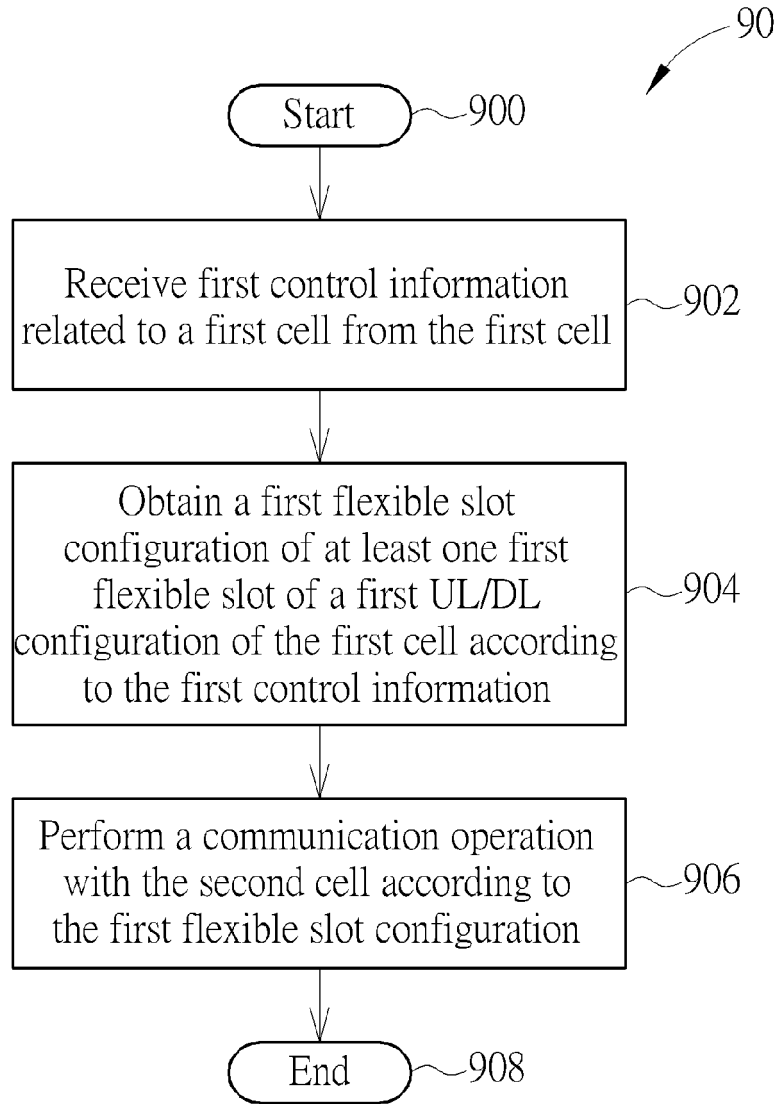 90
Start
900
Receive first control information
related to a first cell from the first cell
902
Obtain a first flexible slot
configuration of at least one first
flexible slot of a first UL/DL
configuration of the first cell according
to the first control information
904
Perform a communication operation
with the second cell according to
the first flexible slot configuration
906
End
908